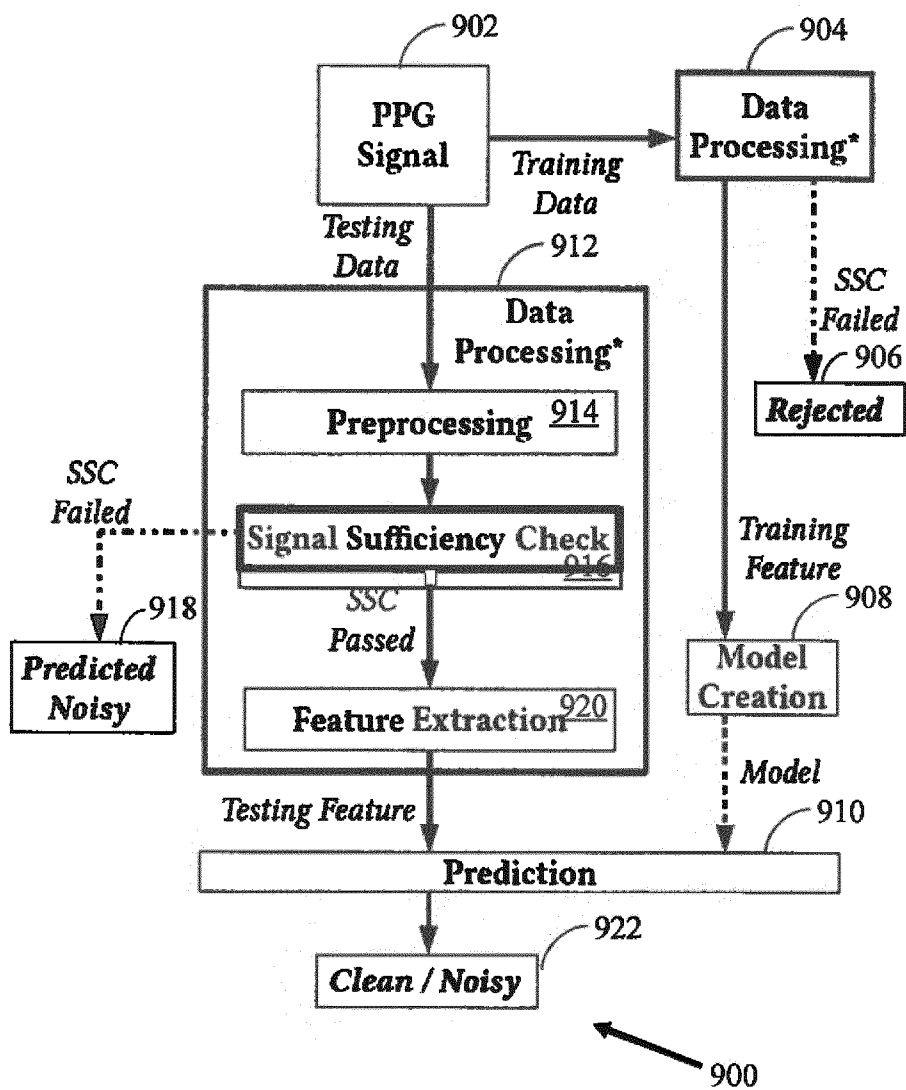 902
904
PPG
Signal
Data
Processing*
Training
Data
Testing
Data
912
SSC
Failed
906
Rejected
Data
Processing*
Preprocessing 914
SSC
Failed
Signal Sufficiency Check
916
SSC
Passed
Training
Feature
918
Predicted
Noisy
908
Model
Creation
Feature Extraction 920
Model
Testing Feature
910
Prediction
922
Clean / Noisy
900